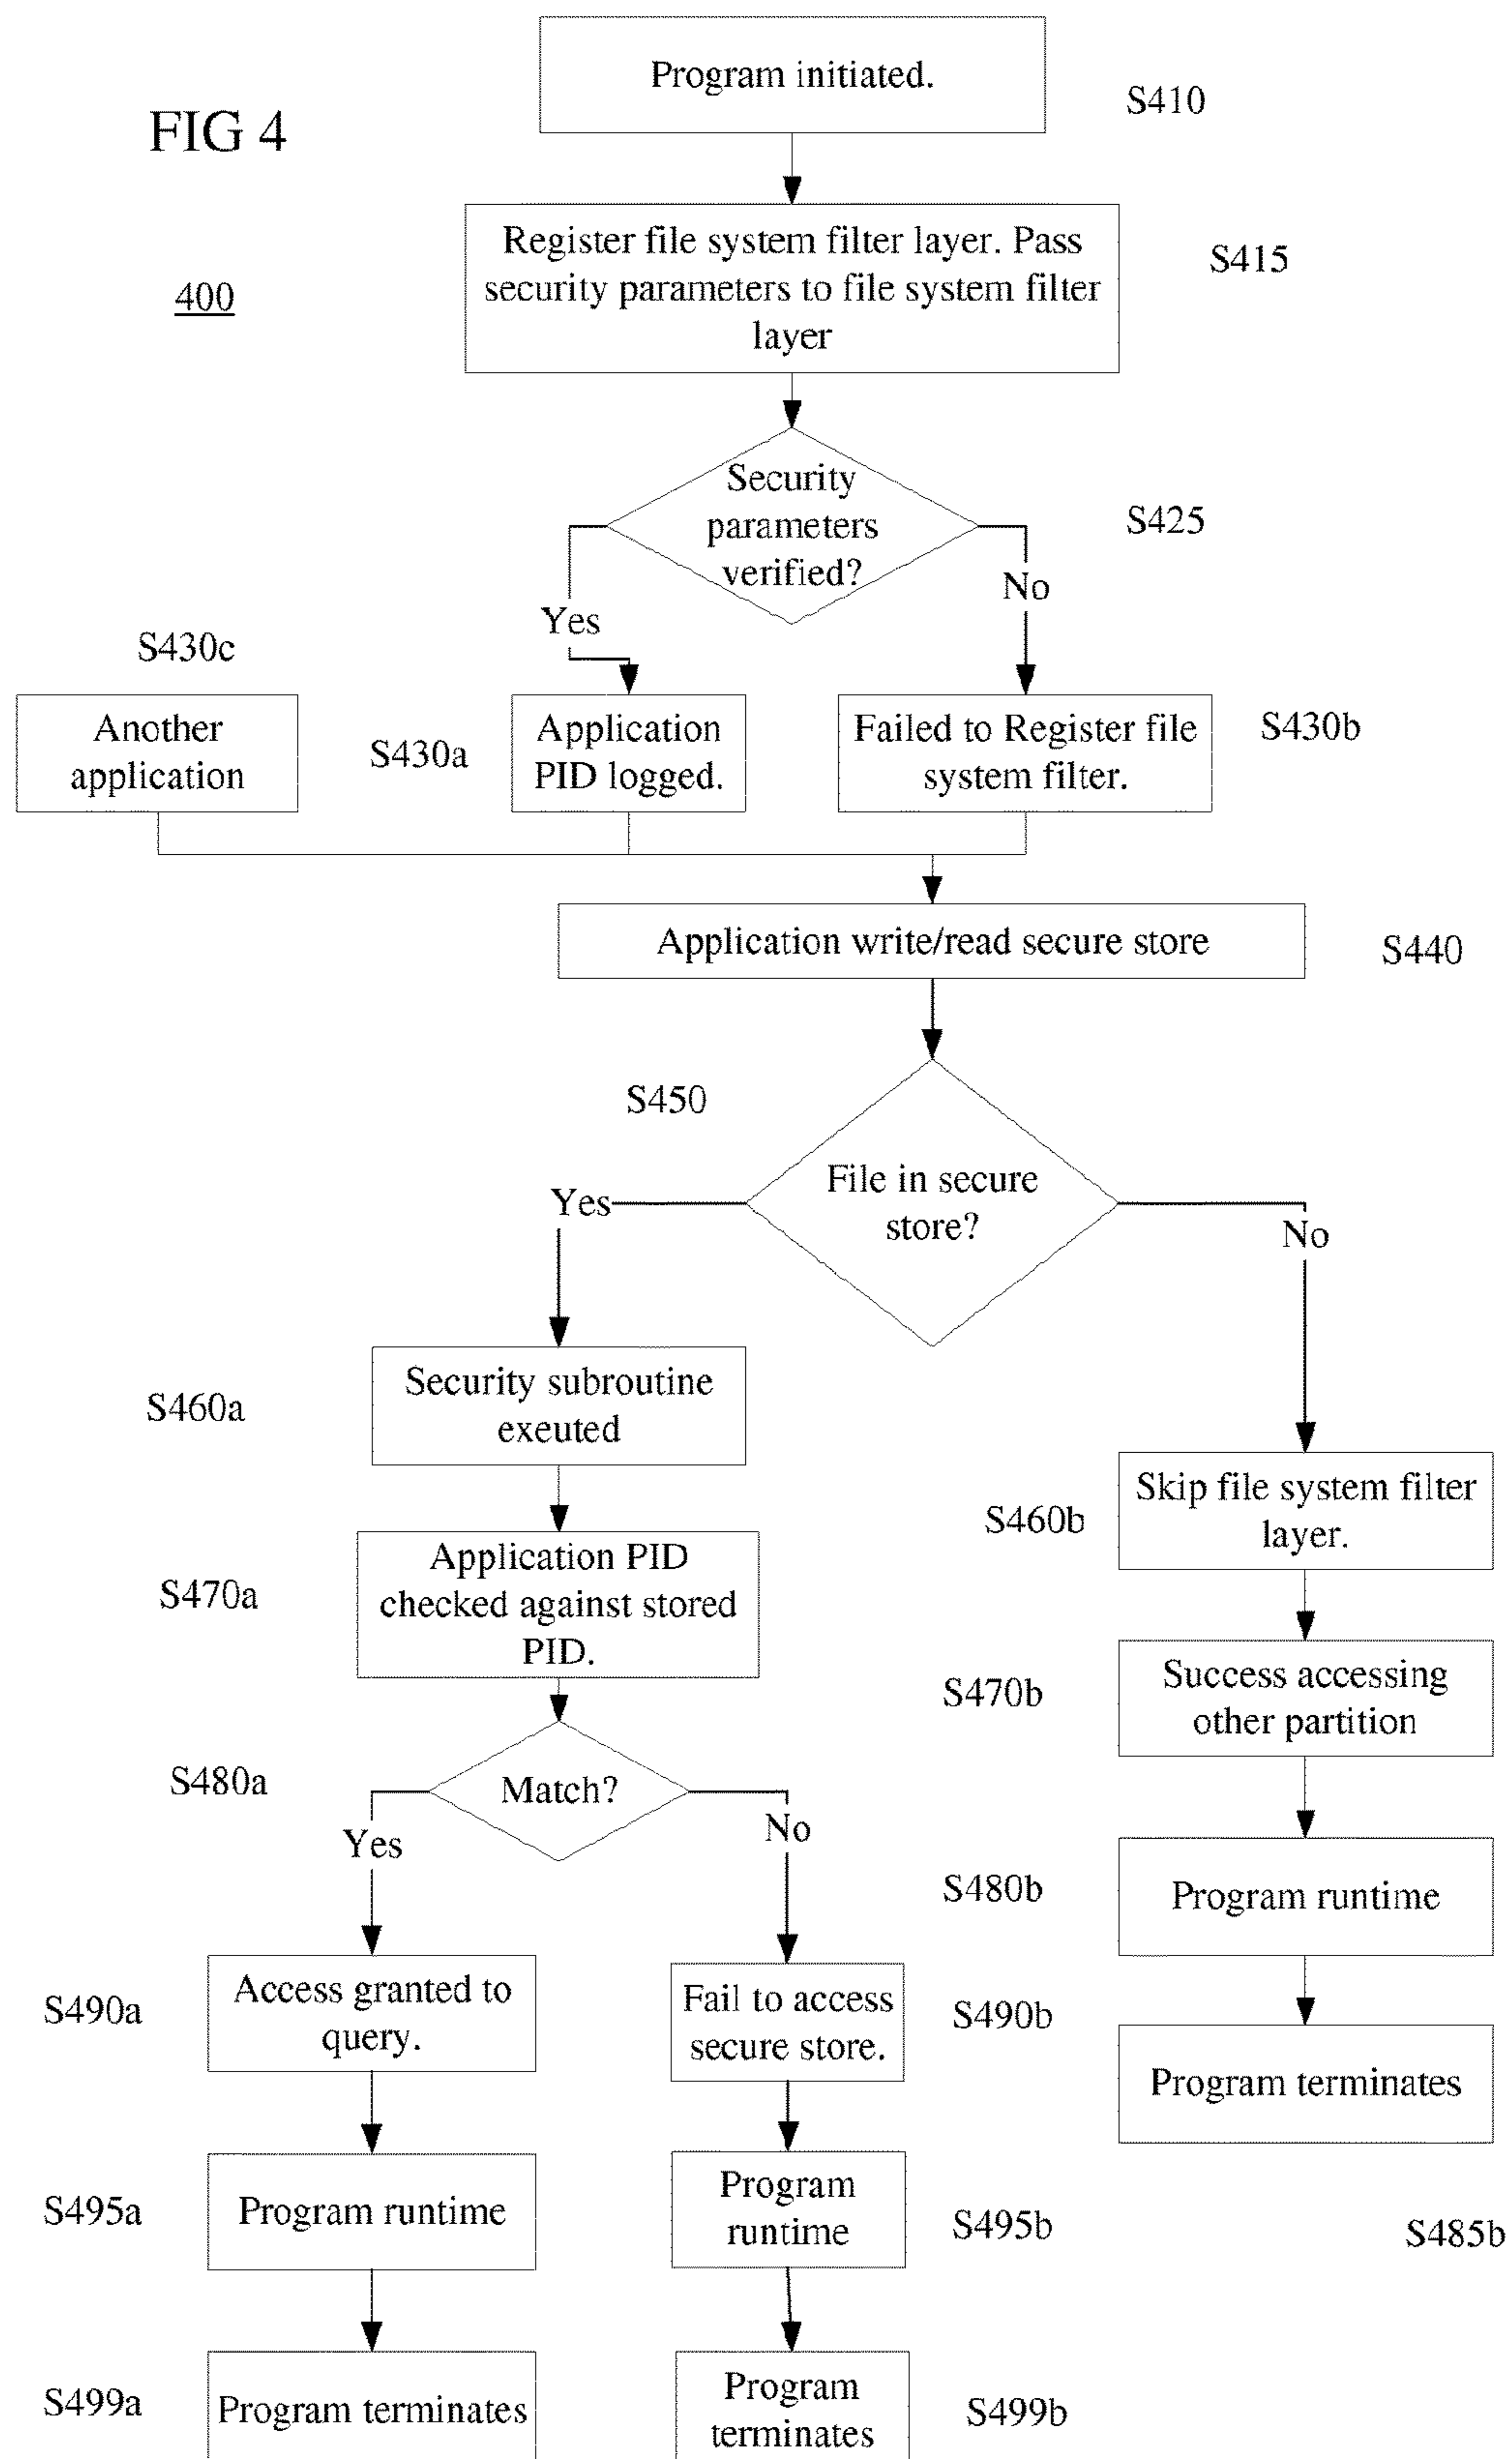 Program initiated.
S410
FIG 4
Register file system filter layer. Pass
security parameters to file system filter
layer
S415
400
Security
parameters
verified?
S425
Yes
No
S430c
Another
application
S430a
Application
PID logged.
Failed to Register file
system filter.
S430b
Application write/read secure store
S440
S450
File in secure
store?
Yes
No
Security subroutine
exeuted
S460a
Skip file system filter
layer.
S460b
Application PID
checked against stored
PID.
S470a
Success accessing
other partition
S470b
S480a
Match?
Yes
No
S480b
Program runtime
S490a
Access granted to
query.
Fail to access
secure store.
S490b
Program terminates
S495a
Program runtime
Program
runtime
S495b
S485b
S499a
Program terminates
Program
terminates
S499b